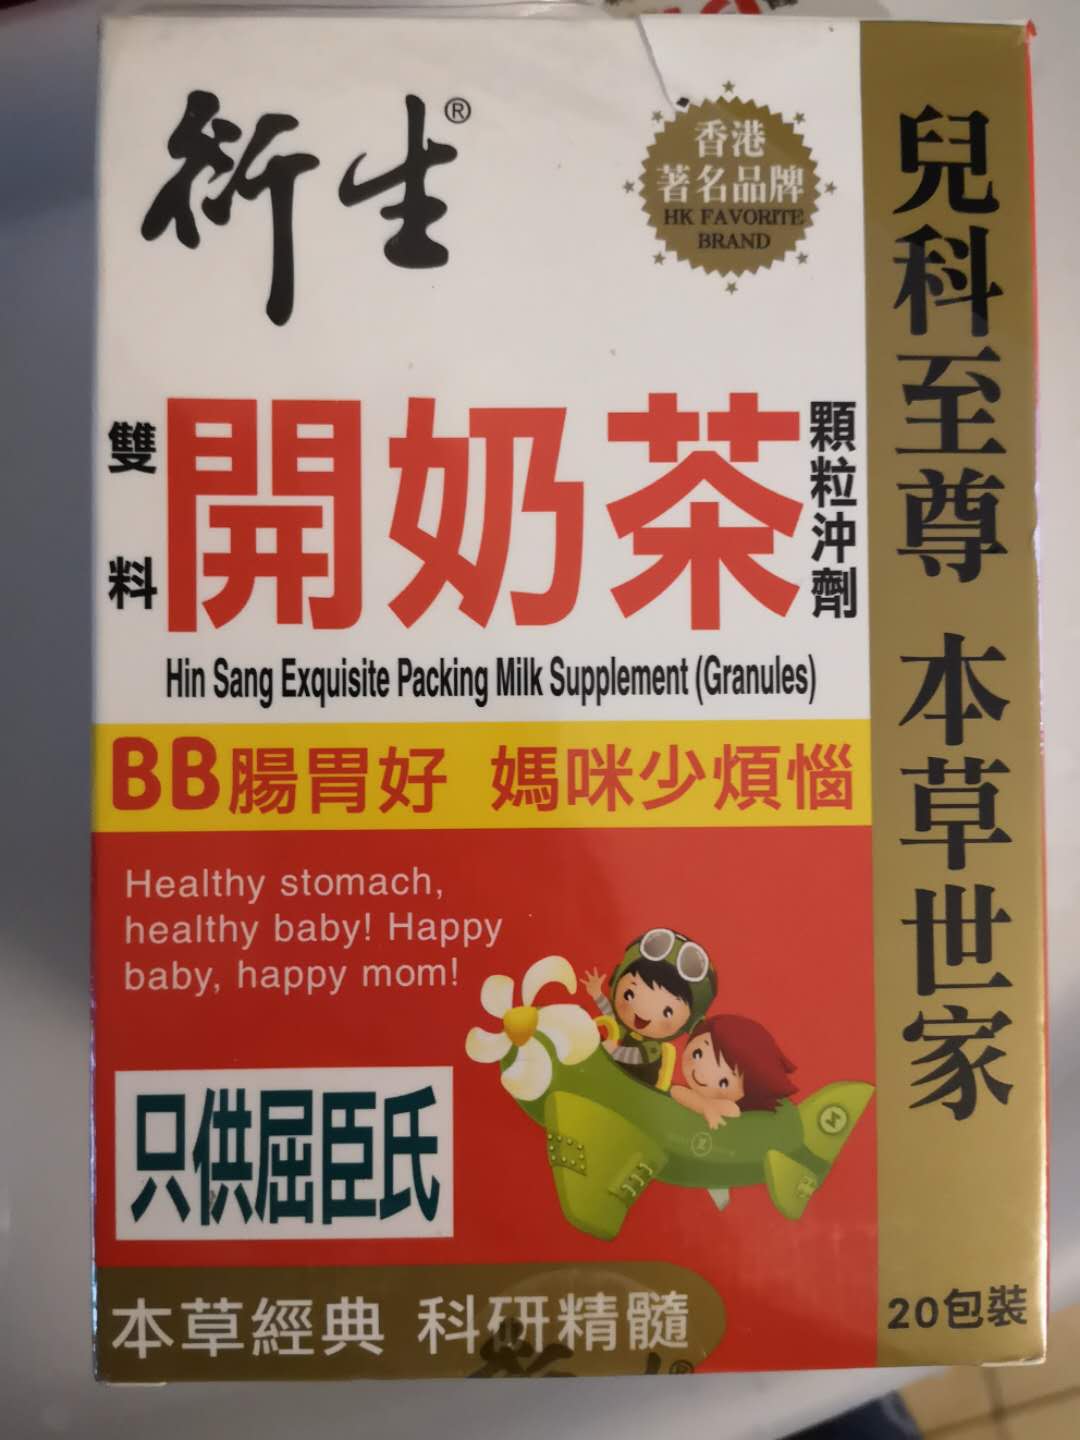 衍生®
香港
著名品牌
HK FAVORITE
BRAND
雙料
開奶茶
顆粒沖劑
Hin Sang Exquisite Packing Milk Supplement (Granules)
BB腸胃好 媽咪少煩惱
Healthy stomach,
healthy baby! Happy
baby, happy mom!
只供屈臣氏
本草經典 科研精髓
兒科至尊 本草世家
20包裝